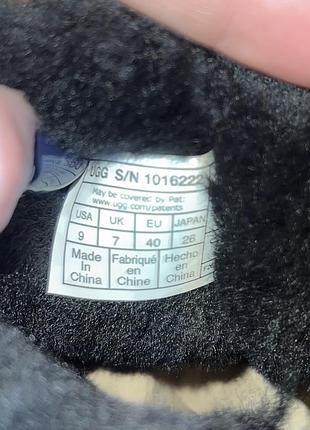 UGG S/N 1016222
May be covered by Pat:
www.ugg.com/patents
USA UK EU JAPAN
9 7 40 26
Made Fabriqué Hecho
in en en
China Chine China